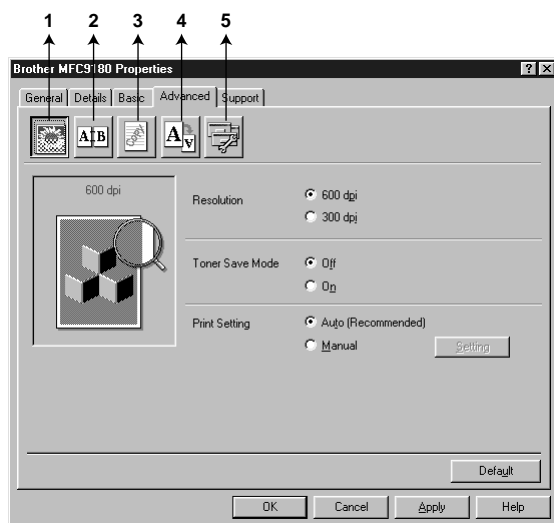 1 2 3 4 5
Brother MFC9180 Properties
General Details Basic Advanced Support
A B
Copy
A A
600 dpi
Resolution
600 dpi
300 dpi
Toner Save Mode
Off
On
Print Setting
Auto (Recommended)
Manual
Setting
Default
OK Cancel Apply Help